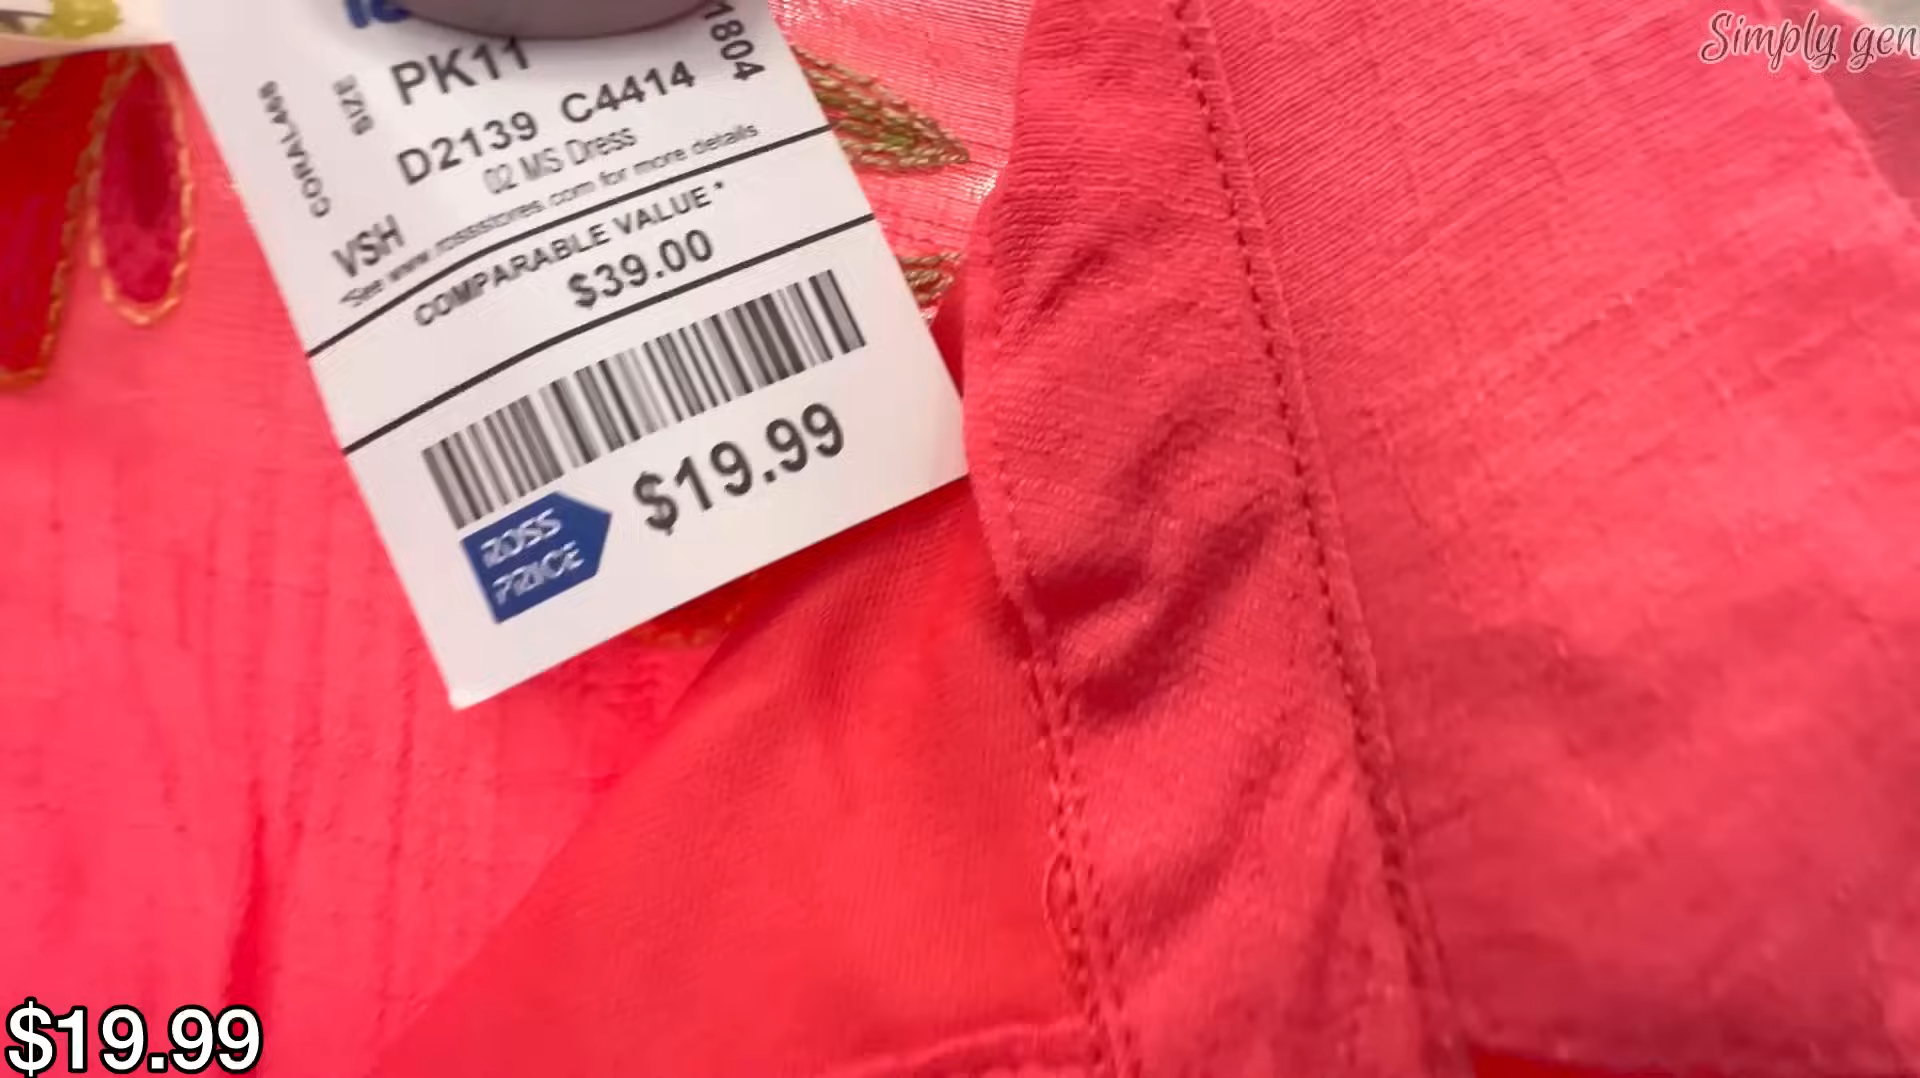 Simply gen
1804
PK11
SIZE
D2139 C4414
02 MS Dress
VSH
*See www.rossstores.com for more details
COMPARABLE VALUE*
$39.00
$19.99
ROSS
PRICE
$19.99